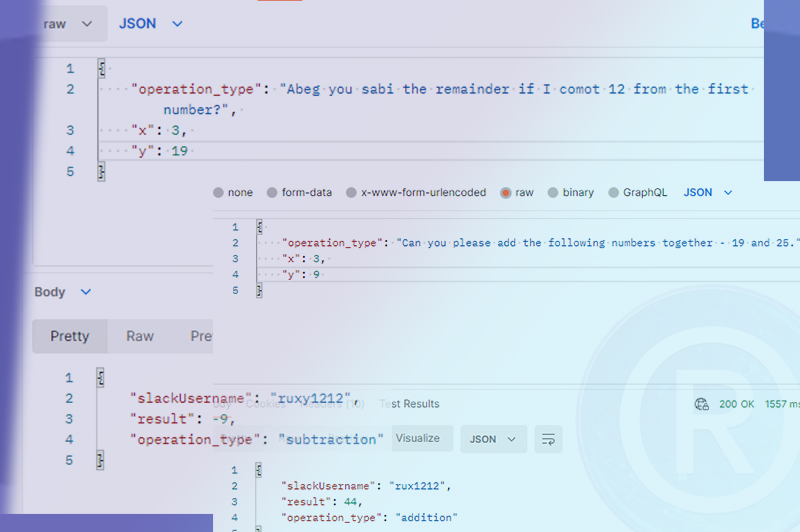 raw JSON Be
1 {
2 "operation_type": "Abeg you sabi the remainder if I comot 12 from the first
number?",
3 "x": 3,
4 "y": 19
5 }
none form-data x-www-form-urlencoded raw binary GraphQL JSON
1 {
2 "operation_type": "Can you please add the following numbers together - 19 and 25."
3 "x": 3,
4 "y": 9
5 }
Body
Pretty Raw Pre
1 {
2 "slackUsername": "ruxy1212",
3 "result": -9,
4 "operation_type": "subtraction"
5 }
Cookies Headers Test Results 200 OK 1557 ms
Visualize JSON
1 {
2 "slackUsername": "rux1212",
3 "result": 44,
4 "operation_type": "addition"
5 }
R